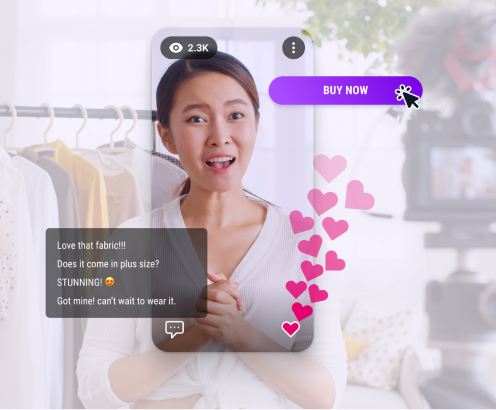 2.3K
BUY NOW
Love that fabric!!!
Does it come in plus size?
STUNNING! 😍
Got mine! can't wait to wear it.